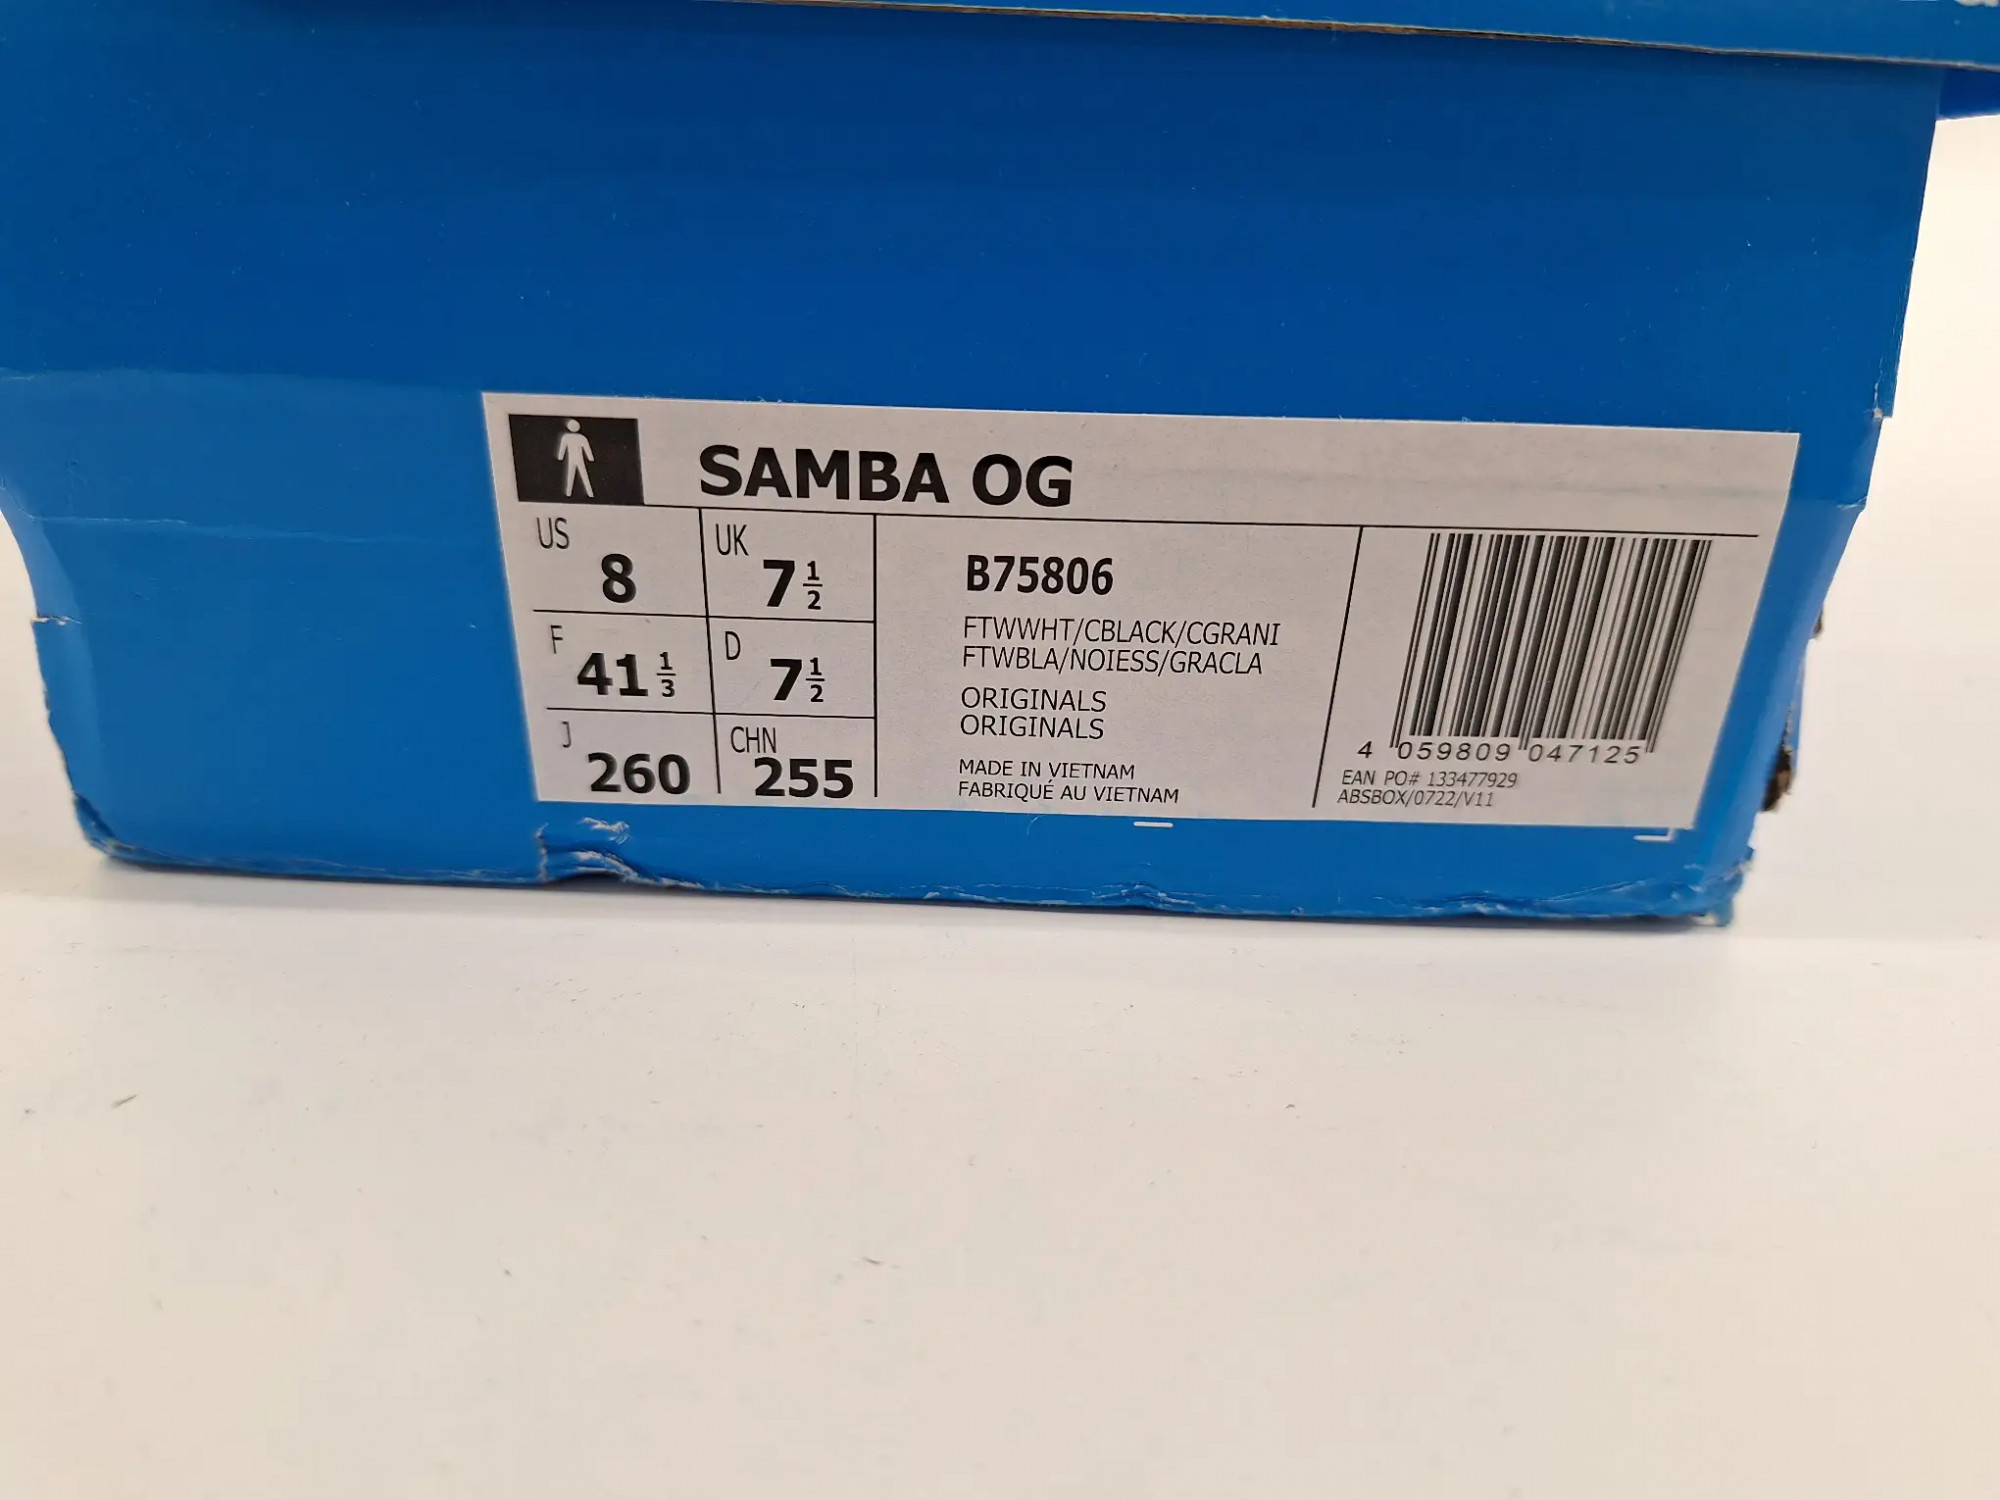 SAMBA OG
US 8 UK 7 1/2
F 41 1/3 D 7 1/2
J 260 CHN 255
B75806
FTWWHT/CBLACK/CGRANI
FTWBLA/NOIESS/GRACLA
ORIGINALS
ORIGINALS
MADE IN VIETNAM
FABRIQUÉ AU VIETNAM
4 059809 047125
EAN PO# 133477929
ABSBOX/0722/V11